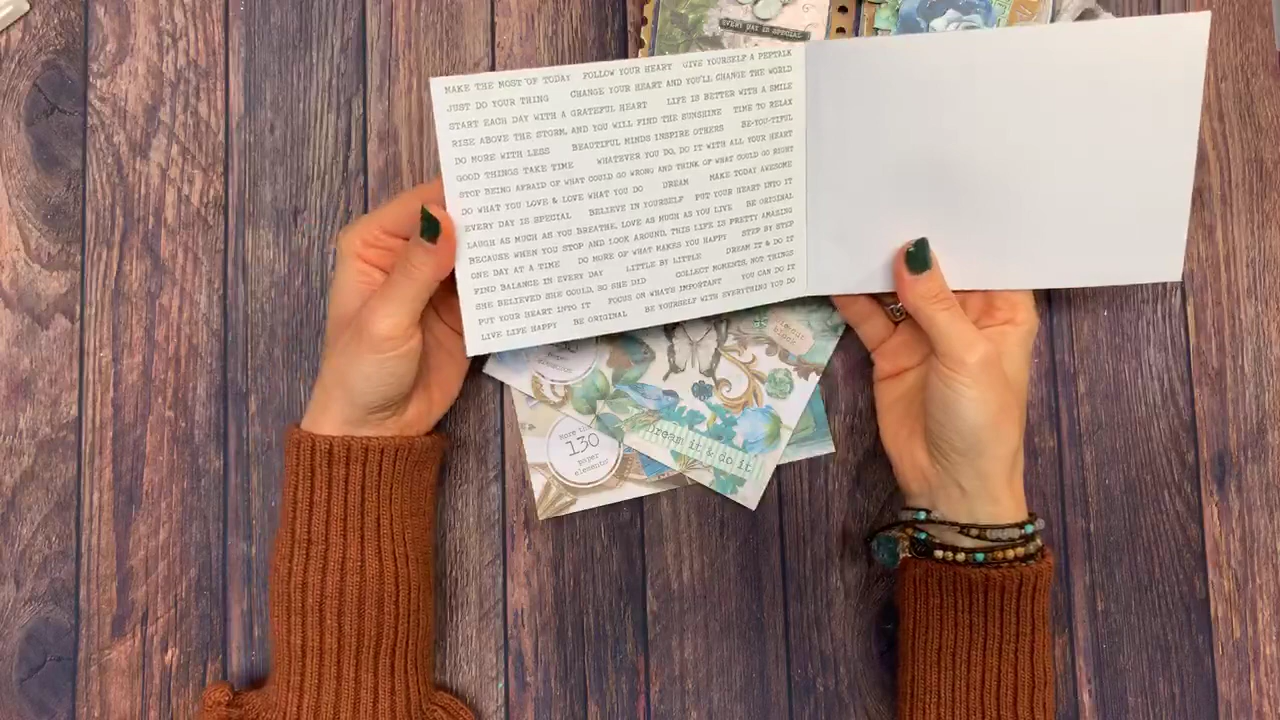 EVERY DAY IS SPECIAL
MAKE THE MOST OF TODAY FOLLOW YOUR HEART GIVE YOURSELF A PEPTALK
JUST DO YOUR THING CHANGE YOUR HEART AND YOU'LL CHANGE THE WORLD
START EACH DAY WITH A GRATEFUL HEART LIFE IS BETTER WITH A SMILE
RISE ABOVE THE STORM, AND YOU WILL FIND THE SUNSHINE TIME TO RELAX
DO MORE WITH LESS BEAUTIFUL MINDS INSPIRE OTHERS BE-YOU-TIFUL
GOOD THINGS TAKE TIME WHATEVER YOU DO, DO IT WITH ALL YOUR HEART
STOP BEING AFRAID OF WHAT COULD GO WRONG AND THINK OF WHAT COULD GO RIGHT
DO WHAT YOU LOVE & LOVE WHAT YOU DO DREAM MAKE TODAY AWESOME
EVERY DAY IS SPECIAL BELIEVE IN YOURSELF PUT YOUR HEART INTO IT
LAUGH AS MUCH AS YOU BREATHE, LOVE AS MUCH AS YOU LIVE BE ORIGINAL
BECAUSE WHEN YOU STOP AND LOOK AROUND, THIS LIFE IS PRETTY AMAZING
ONE DAY AT A TIME DO MORE OF WHAT MAKES YOU HAPPY STEP BY STEP
FIND BALANCE IN EVERY DAY LITTLE BY LITTLE DREAM IT & DO IT
SHE BELIEVED SHE COULD, SO SHE DID COLLECT MOMENTS, NOT THINGS
PUT YOUR HEART INTO IT FOCUS ON WHAT'S IMPORTANT YOU CAN DO IT
LIVE LIFE HAPPY BE ORIGINAL BE YOURSELF WITH EVERYTHING YOU DO
paper
elements
block
Dream it & do it
More than
130
paper
elements